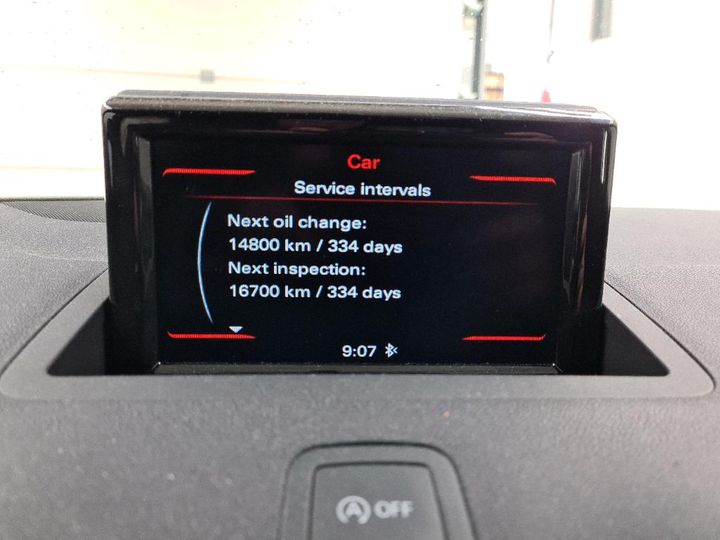 Car
Service intervals
Next oil change:
14800 km / 334 days
Next inspection:
16700 km / 334 days
9:07
A OFF